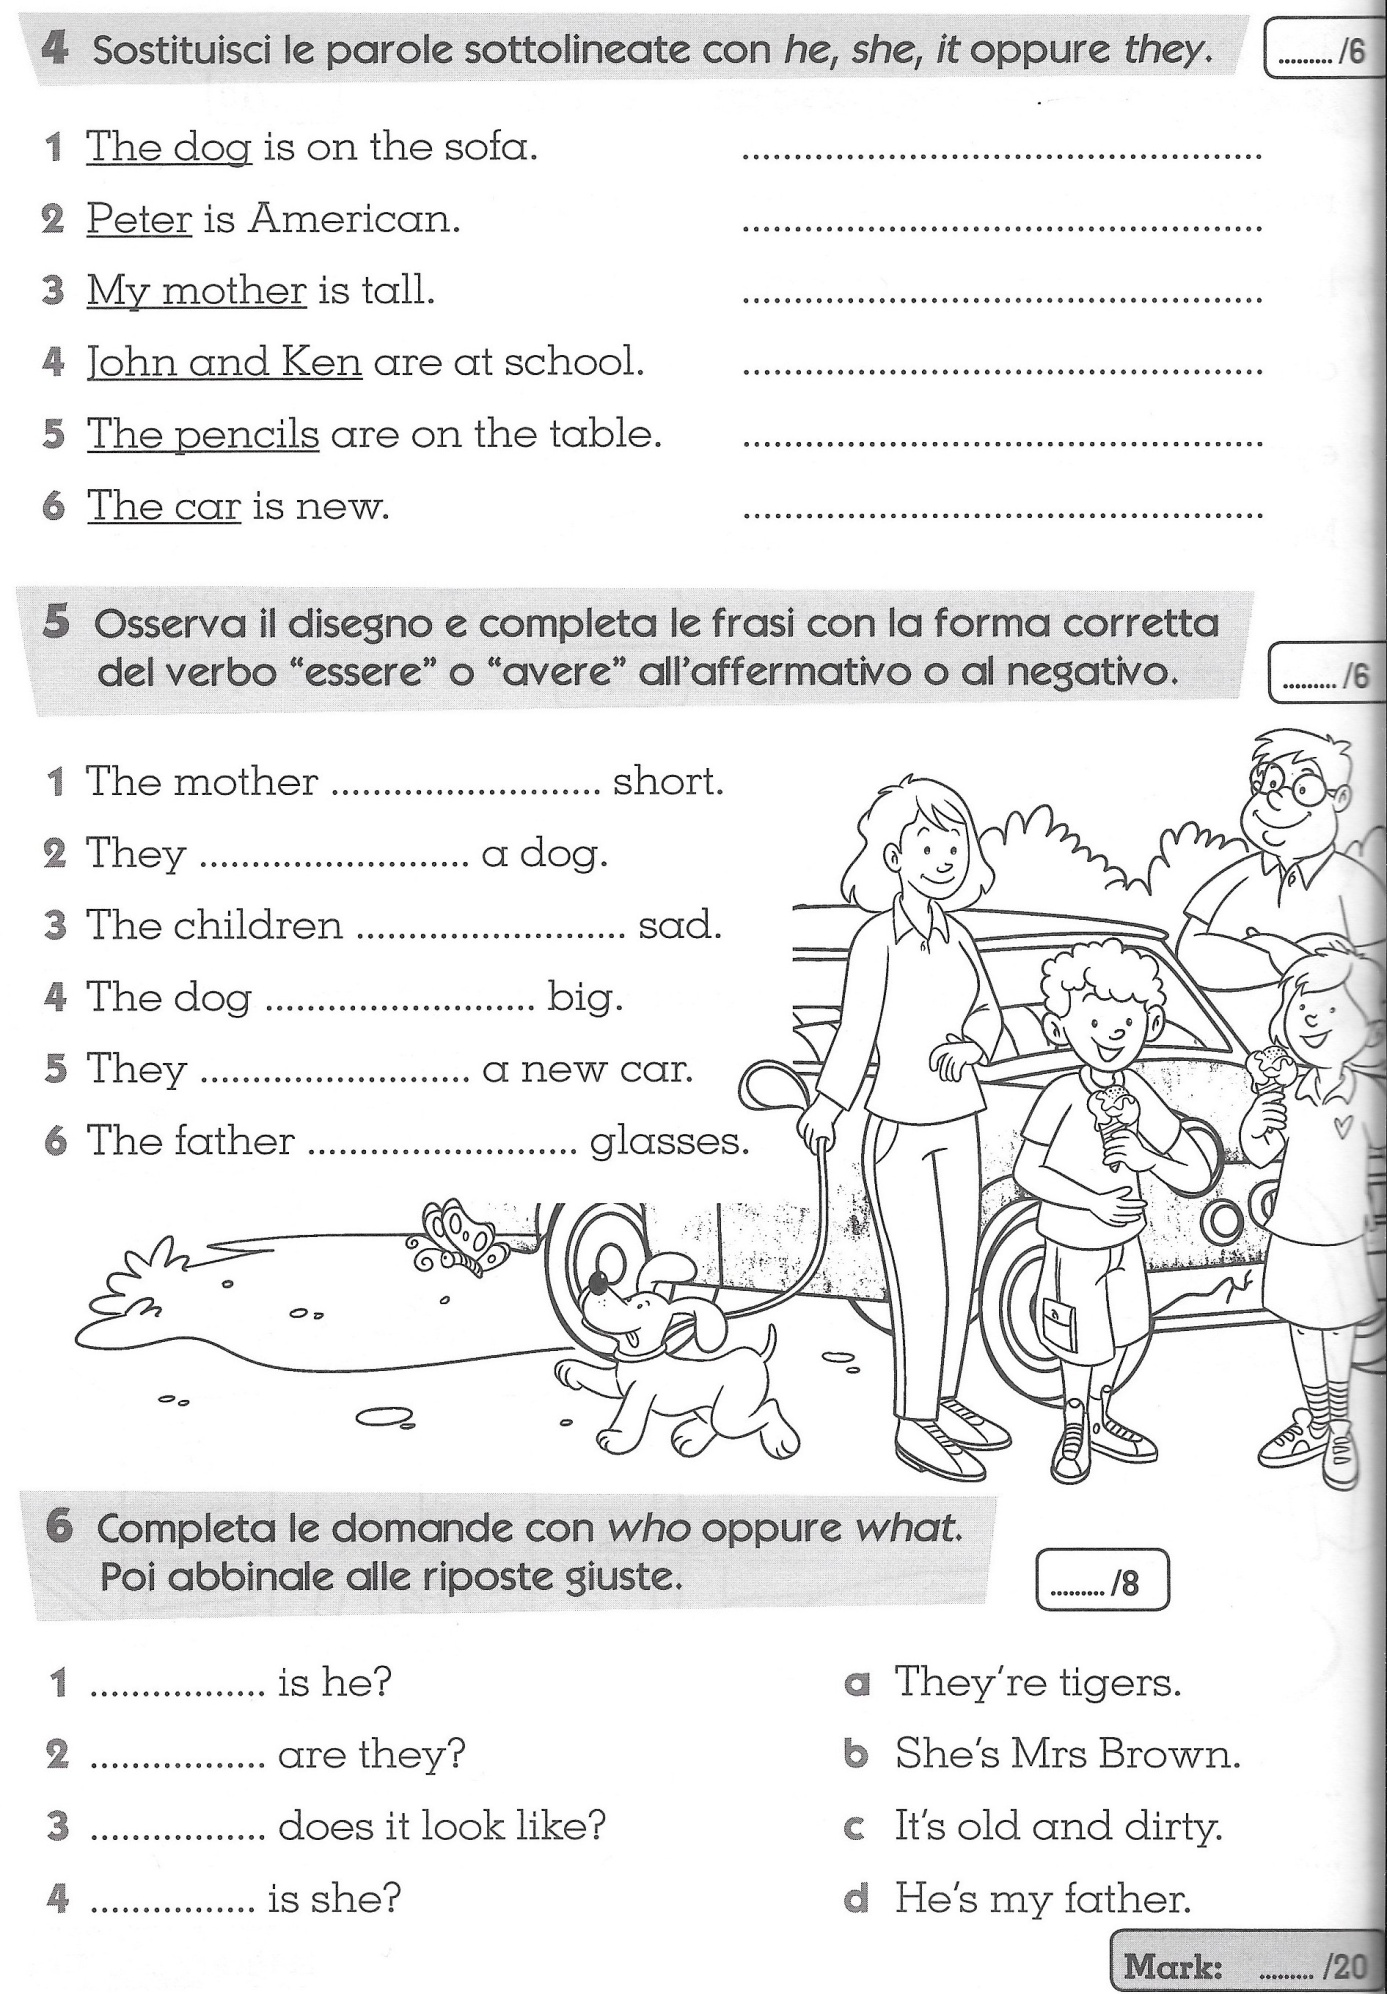 4 Sostituisci le parole sottolineate con he, she, it oppure they. ......... /6
1 The dog is on the sofa. ..................................................
2 Peter is American. ..................................................
3 My mother is tall. ..................................................
4 John and Ken are at school. ..................................................
5 The pencils are on the table. ..................................................
6 The car is new. ..................................................
5 Osserva il disegno e completa le frasi con la forma corretta
del verbo “essere” o “avere” all’affermativo o al negativo. ......... /6
1 The mother .......................... short.
2 They .......................... a dog.
3 The children .......................... sad.
4 The dog .......................... big.
5 They .......................... a new car.
6 The father .......................... glasses.
6 Completa le domande con who oppure what.
Poi abbinale alle riposte giuste. ......... /8
1 ................. is he? a They’re tigers.
2 ................. are they? b She’s Mrs Brown.
3 ................. does it look like? c It’s old and dirty.
4 ................. is she? d He’s my father.
Mark: ......... /20